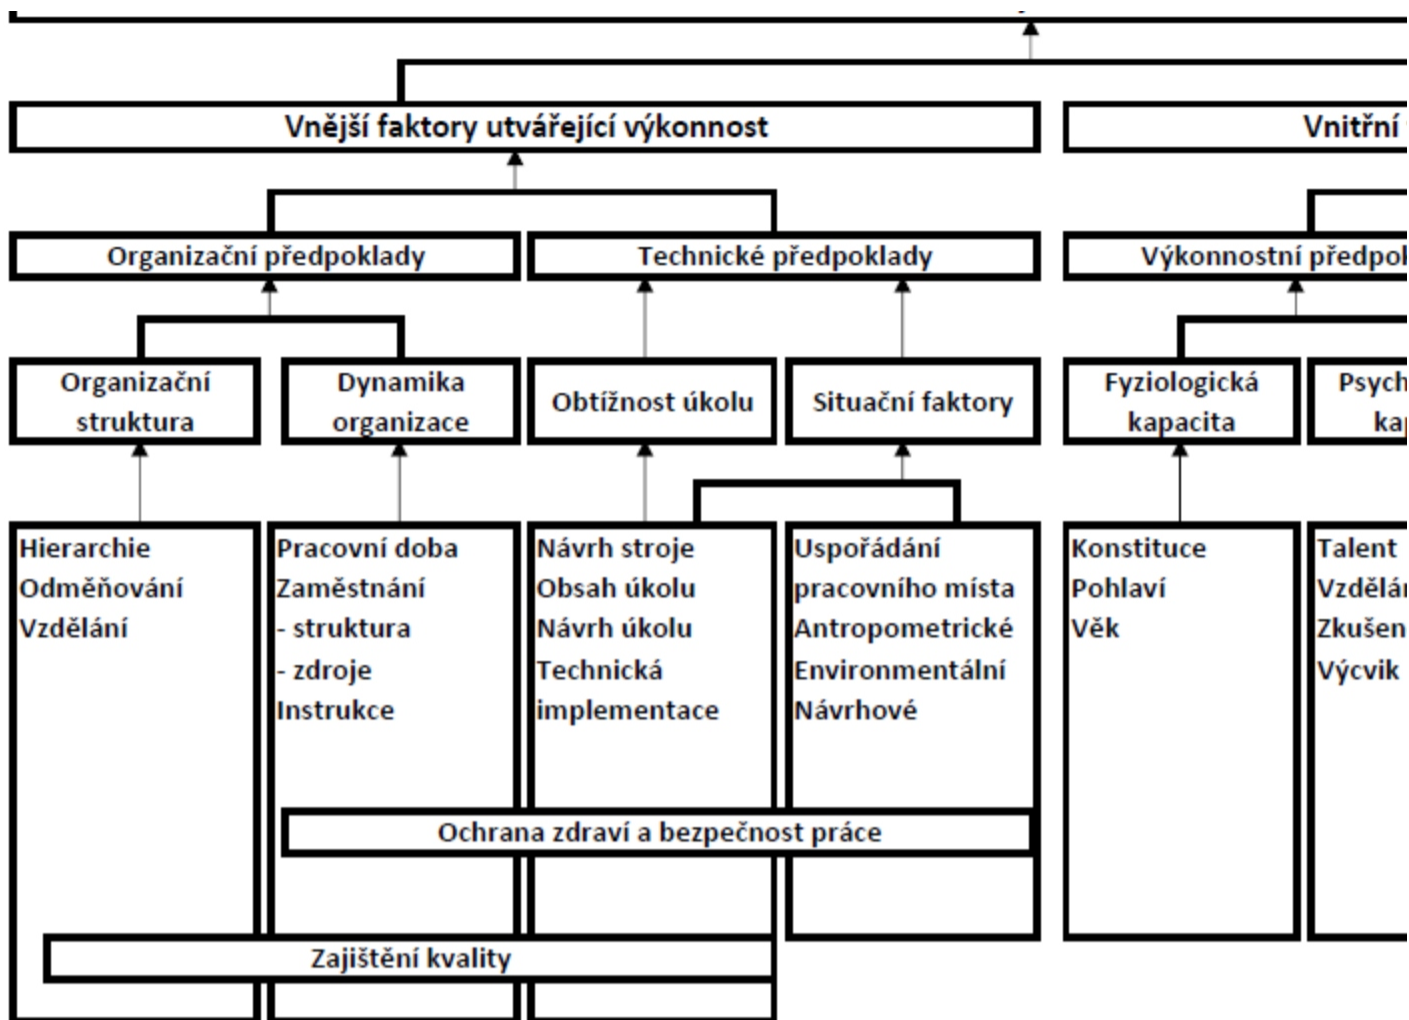 Vnější faktory utvářející výkonnost
Vnitřní
Organizační předpoklady
Technické předpoklady
Výkonnostní
Organizační
struktura
Dynamika
organizace
Obtížnost úkolu
Situační faktory
Fyziologická
kapacita
Hierarchie
Odměňování
Vzdělání
Pracovní doba
Zaměstnání
- struktura
- zdroje
Instrukce
Návrh stroje
Obsah úkolu
Návrh úkolu
Technická
implementace
Uspořádání
pracovního místa
Antropometrické
Environmentální
Návrhové
Konstituce
Pohlaví
Věk
Talent
Výcvik
Ochrana zdraví a bezpečnost práce
Zajištění kvality